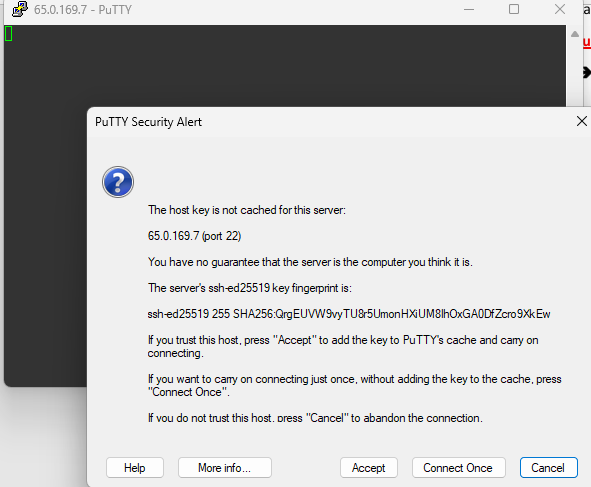 65.0.169.7 - PuTTY
PuTTY Security Alert
The host key is not cached for this server:
65.0.169.7 (port 22)
You have no guarantee that the server is the computer you think it is.
The server's ssh-ed25519 key fingerprint is:
ssh-ed25519 255 SHA256:QrgEUVW9vyTU8r5UmonHXiUM8lhOxGA0DfZcro9XkEw
If you trust this host, press "Accept" to add the key to PuTTY's cache and carry on
connecting.
If you want to carry on connecting just once, without adding the key to the cache, press
"Connect Once".
If you do not trust this host, press "Cancel" to abandon the connection.
Help
More info...
Accept
Connect Once
Cancel